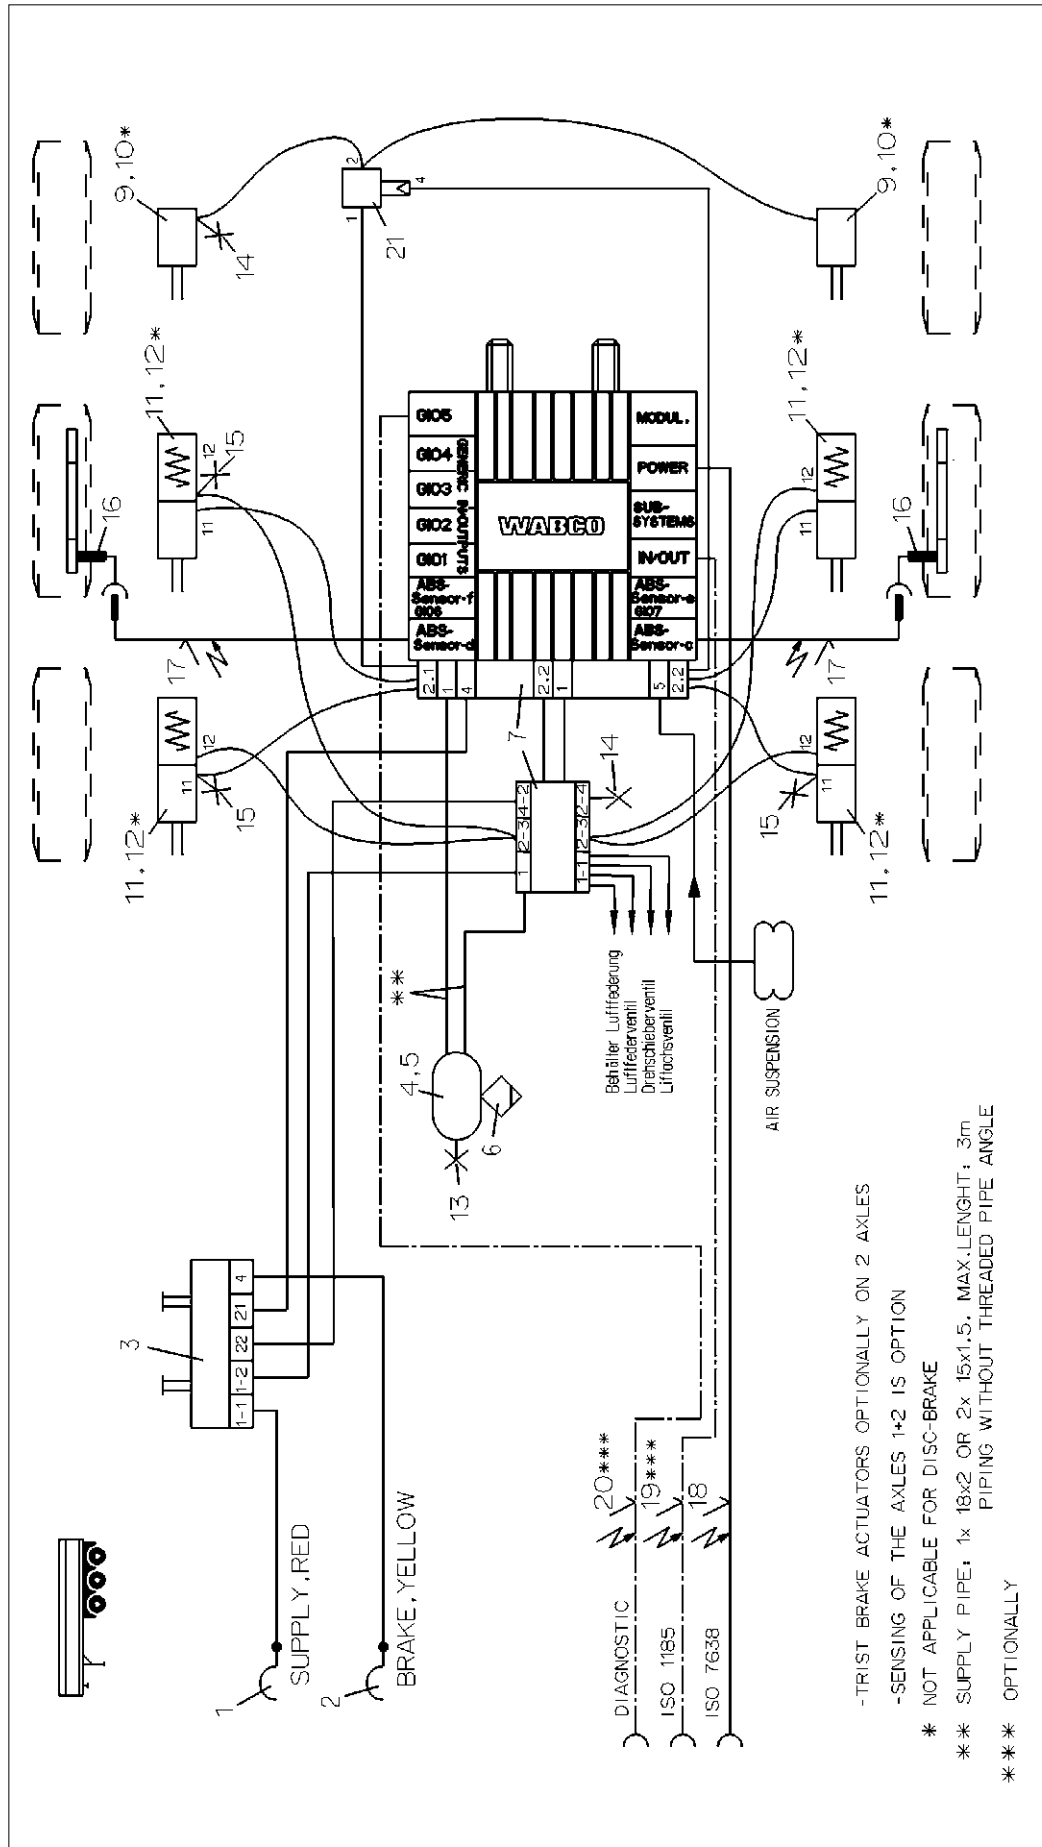 1
SUPPLY,RED
2
BRAKE,YELLOW
3
1-1
1-2
22
21
4
DIAGNOSTIC
ISO 1185
ISO 7638
20***
19***
18
13
4,5
6
**
Behälter Luftfederung
Luftfederventil
Drehschieberventil
Liftachsventil
AIR SUSPENSION
1
2-3
4-2
1-1
2-3
2-4
14
7
11,12*
11
12
15
15
11
12
11,12*
17
16
17
16
2.1
1
4
2.2
1
5
2.2
ABS-
Sensor-d
ABS-
Sensor-f
GIO6
GIO1
GIO2
GIO3
GIO4
GIO5
GENERIC IN/OUTPUTS
WABCO
ABS-
Sensor-c
ABS-
Sensor-e
GIO7
IN/OUT
SUB-
SYSTEMS
POWER
MODUL.
11,12*
11
12
15
11
12
11,12*
14
9,10*
1
2
4
21
9,10*
-TRIST BRAKE ACTUATORS OPTIONALLY ON 2 AXLES
-SENSING OF THE AXLES 1+2 IS OPTION
* NOT APPLICABLE FOR DISC-BRAKE
** SUPPLY PIPE: 1x 18x2 OR 2x 15x1.5, MAX.LENGHT: 3m
PIPING WITHOUT THREADED PIPE ANGLE
*** OPTIONALLY